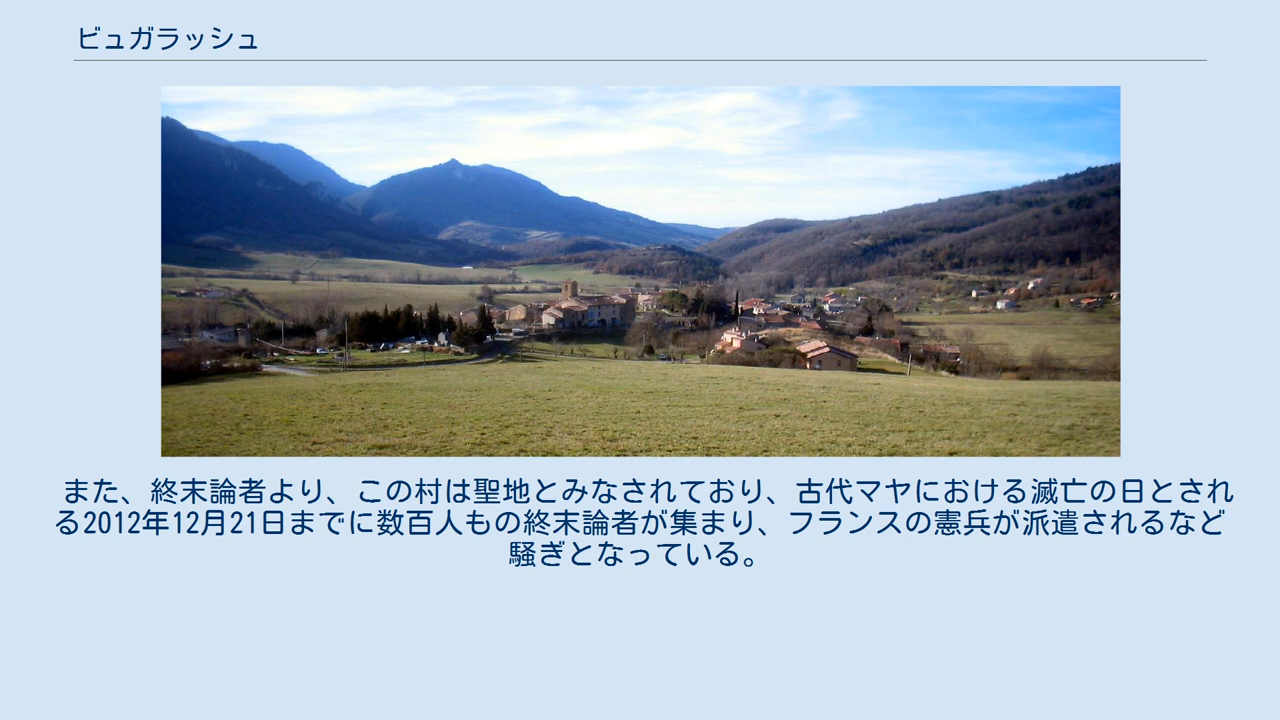 ビュガラッシュ
また、終末論者より、この村は聖地とみなされており、古代マヤにおける滅亡の日とされ
る2012年12月21日までに数百人もの終末論者が集まり、フランスの憲兵が派遣されるなど
騒ぎとなっている。